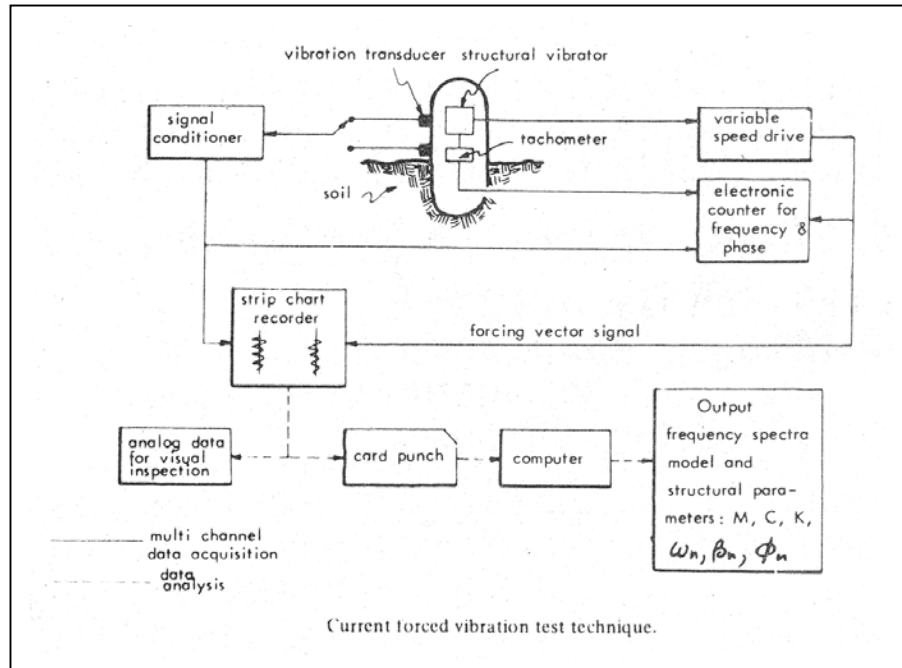 vibration transducer
structural vibrator
signal
conditioner
variable
speed drive
tachometer
soil
electronic
counter for
frequency &
phase
strip chart
recorder
forcing vector signal
Output
frequency spectra
model and
structural para-
meters: M, C, K,
ωn, βn, ϕn
analog data
for visual
inspection
card punch
computer
multi channel
data acquisition
data
analysis
Current forced vibration test technique.